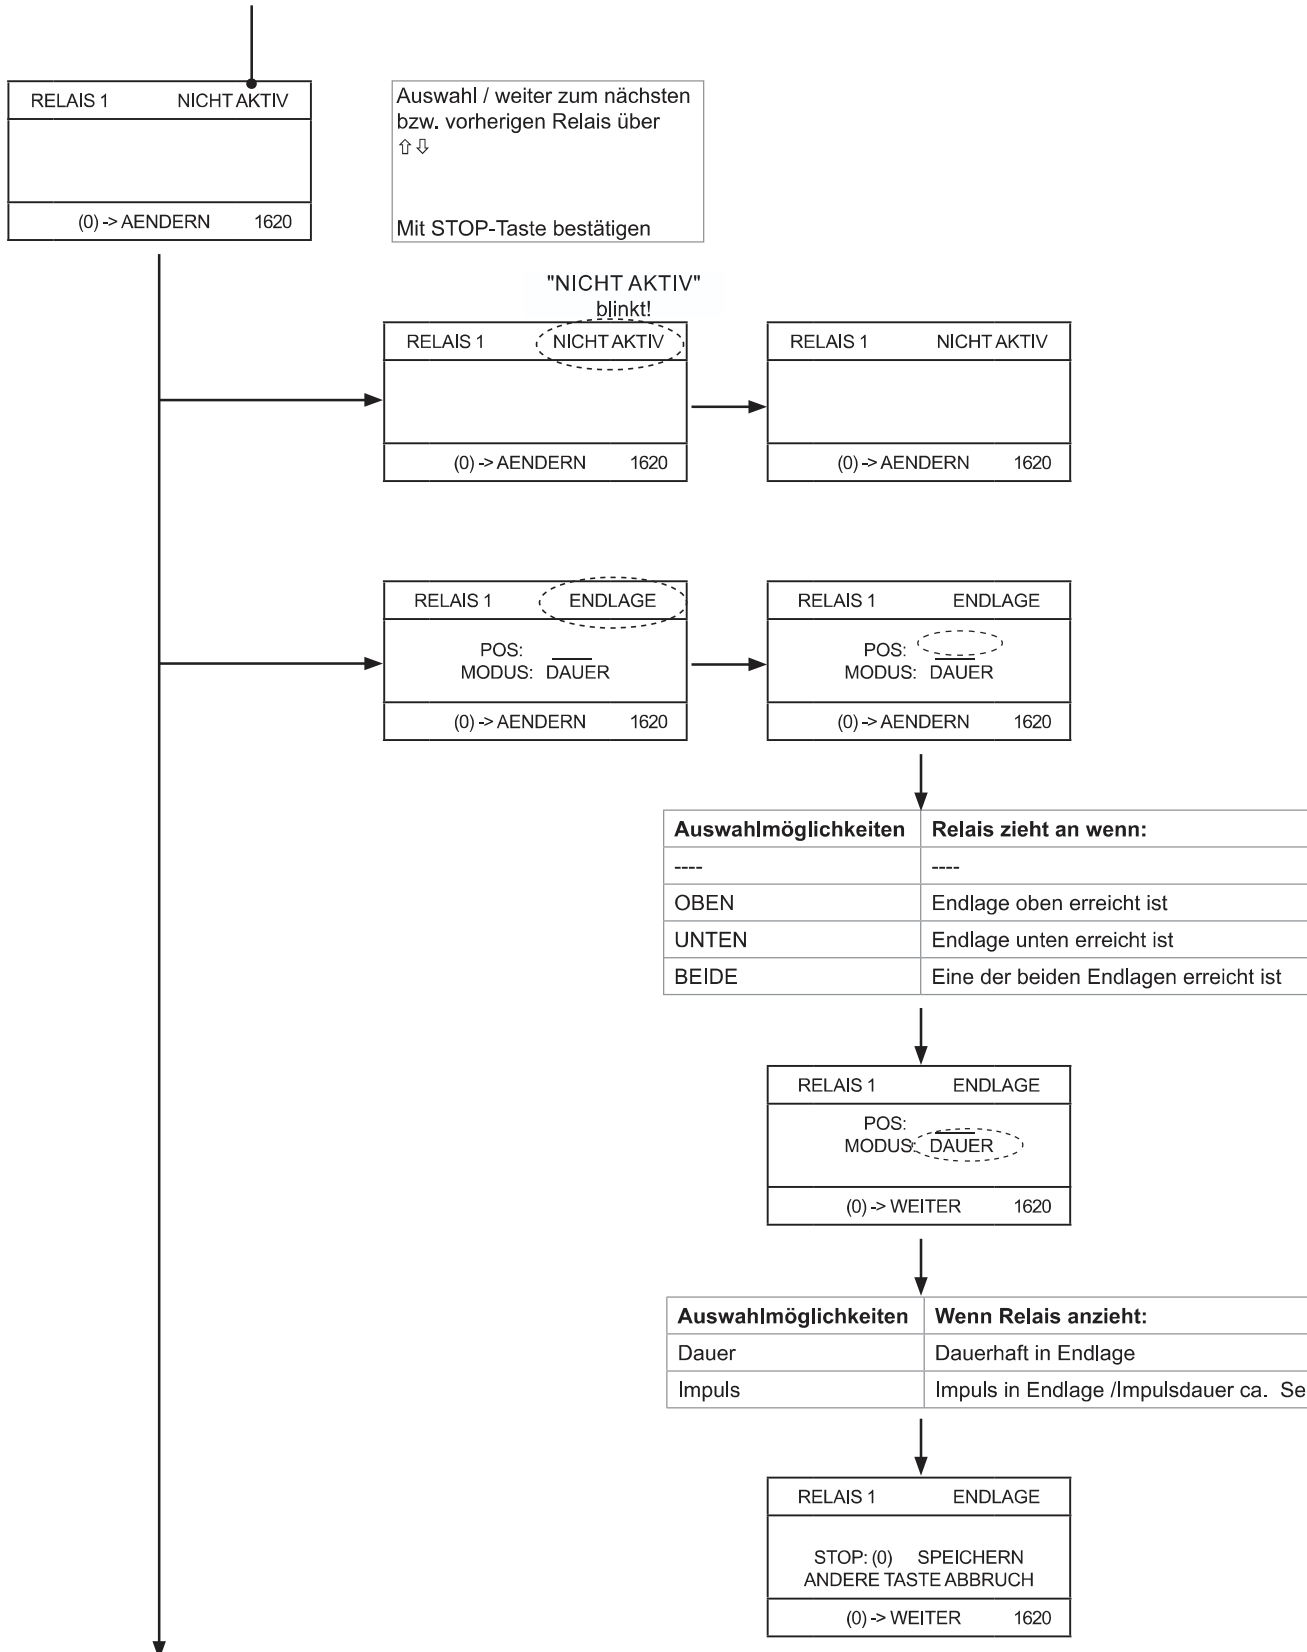 RELAIS 1 NICHT AKTIV
(0) -> AENDERN 1620
Auswahl / weiter zum nächsten
bzw. vorherigen Relais über
⇧⇩
Mit STOP-Taste bestätigen
"NICHT AKTIV"
blinkt!
RELAIS 1 NICHT AKTIV
(0) -> AENDERN 1620
RELAIS 1 NICHT AKTIV
(0) -> AENDERN 1620
RELAIS 1 ENDLAGE
POS:
MODUS: DAUER
(0) -> AENDERN 1620
RELAIS 1 ENDLAGE
POS:
MODUS: DAUER
(0) -> AENDERN 1620
Auswahlmöglichkeiten Relais zieht an wenn:
---- ----
OBEN Endlage oben erreicht ist
UNTEN Endlage unten erreicht ist
BEIDE Eine der beiden Endlagen erreicht ist
RELAIS 1 ENDLAGE
POS:
MODUS: DAUER
(0) -> WEITER 1620
Auswahlmöglichkeiten Wenn Relais anzieht:
Dauer Dauerhaft in Endlage
Impuls Impuls in Endlage /Impulsdauer ca. Se
RELAIS 1 ENDLAGE
STOP: (0) SPEICHERN
ANDERE TASTE ABBRUCH
(0) -> WEITER 1620